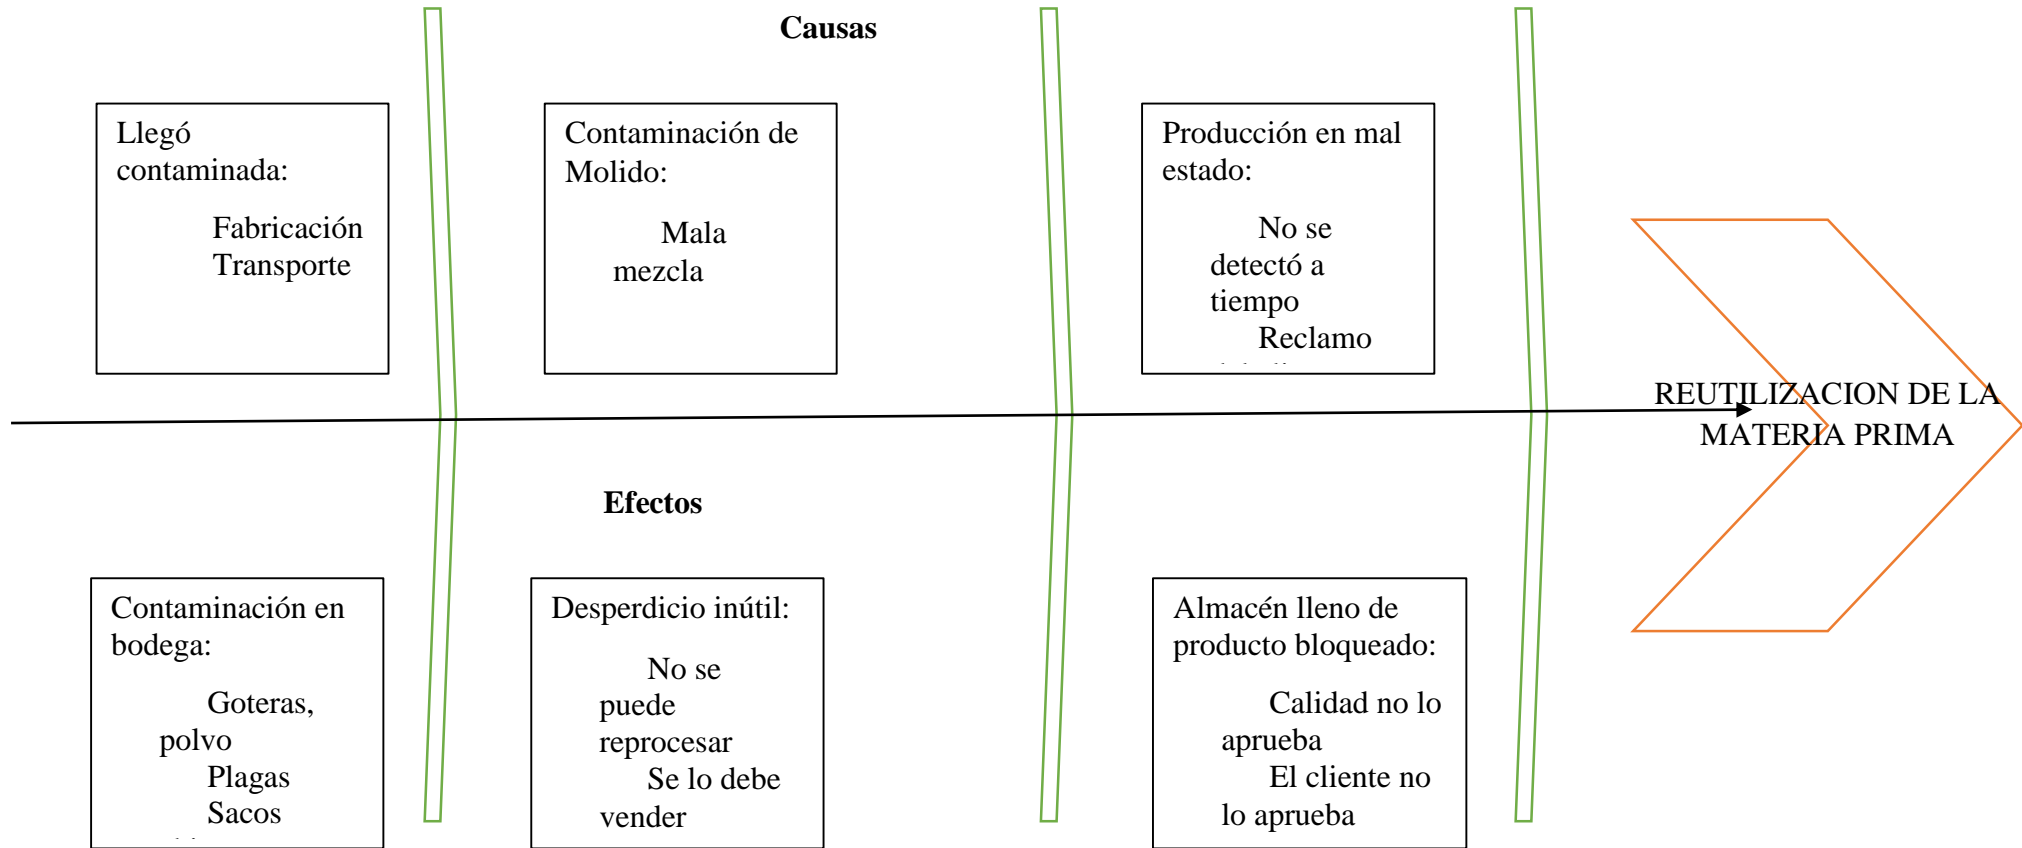 Causas
Llegó
contaminada:
Fabricación
Transporte
Contaminación de
Molido:
Mala
mezcla
Producción en mal
estado:
No se
detectó a
tiempo
Reclamo
REUTILIZACION DE LA
MATERIA PRIMA
Efectos
Contaminación en
bodega:
Goteras,
polvo
Plagas
Sacos
Desperdicio inútil:
No se
puede
reprocesar
Se lo debe
vender
Almacén lleno de
producto bloqueado:
Calidad no lo
aprueba
El cliente no
lo aprueba